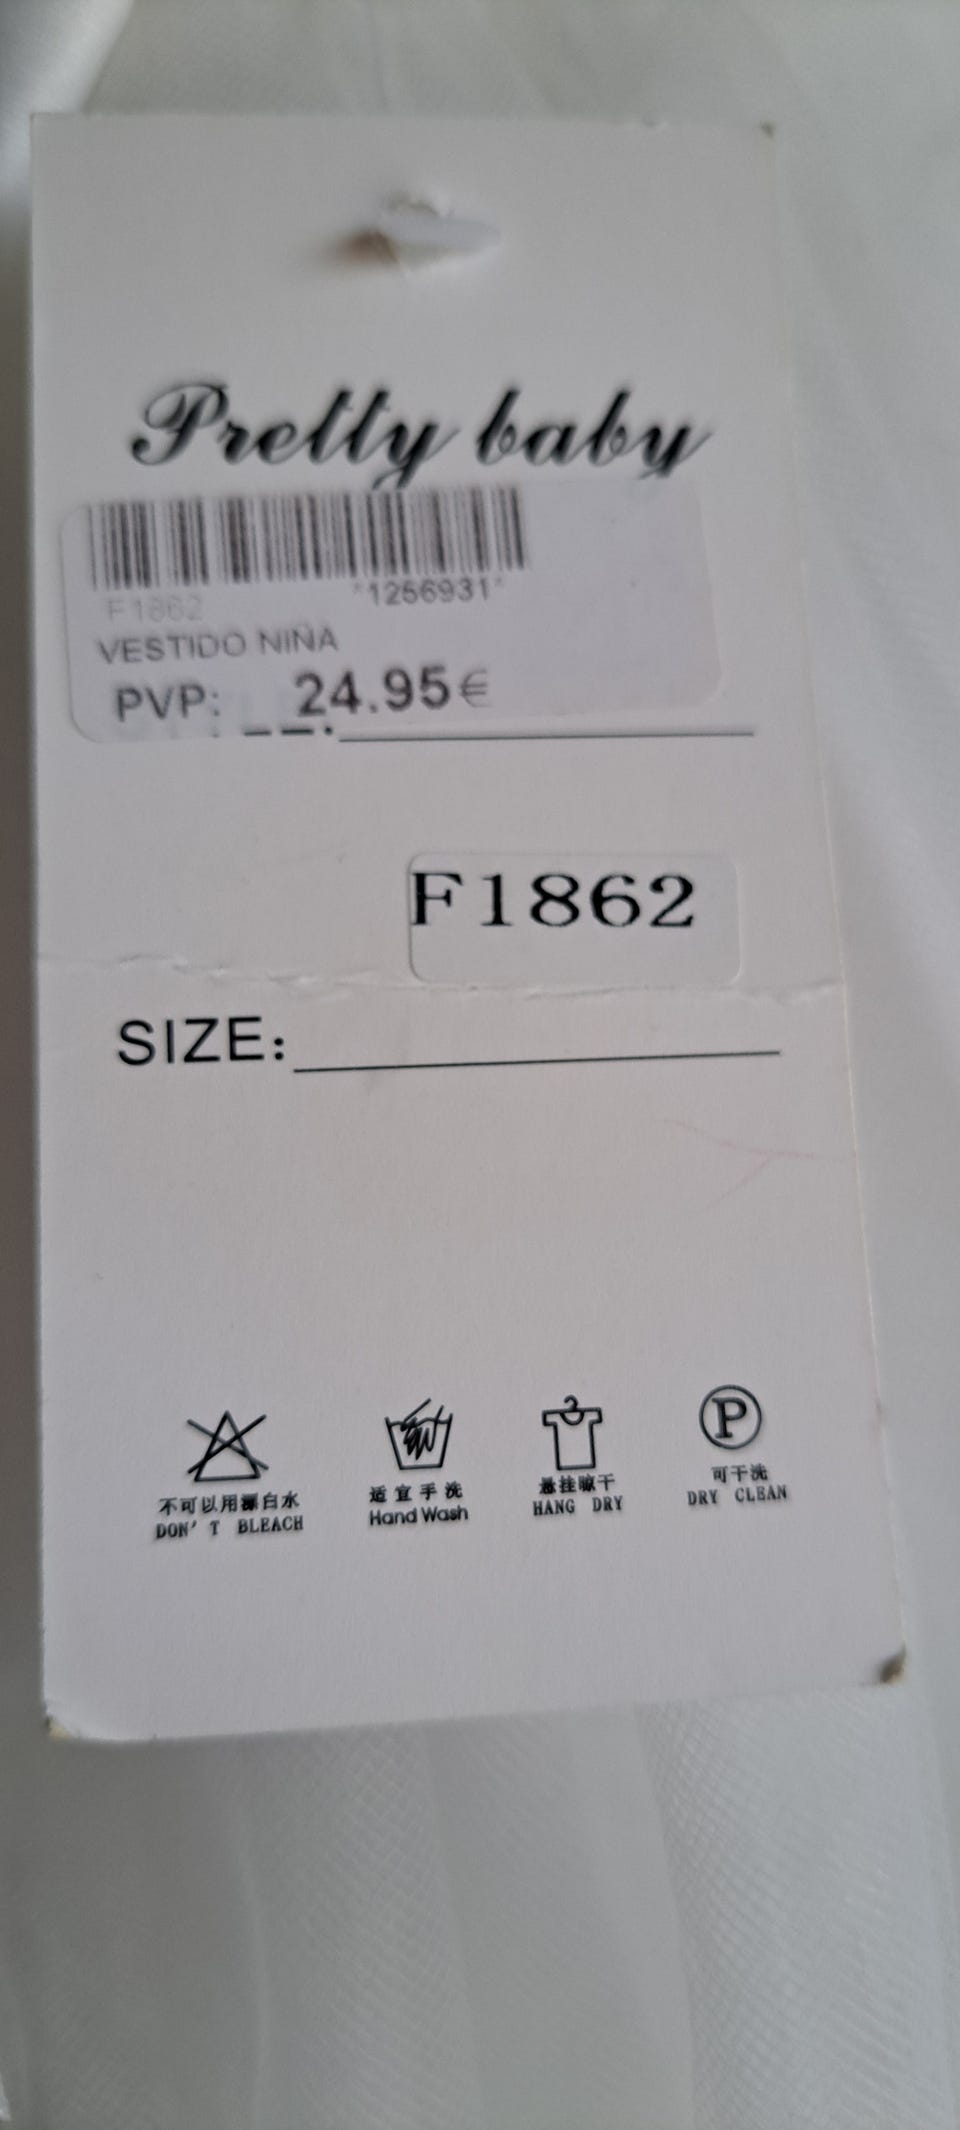 Pretty baby
*1256931*
F1862
VESTIDO NIÑA
PVP: 24.95€
F1862
SIZE:
P
不可以用漂白水
DON'T BLEACH
适宜手洗
Hand Wash
悬挂晾干
HANG DRY
可干洗
DRY CLEAN